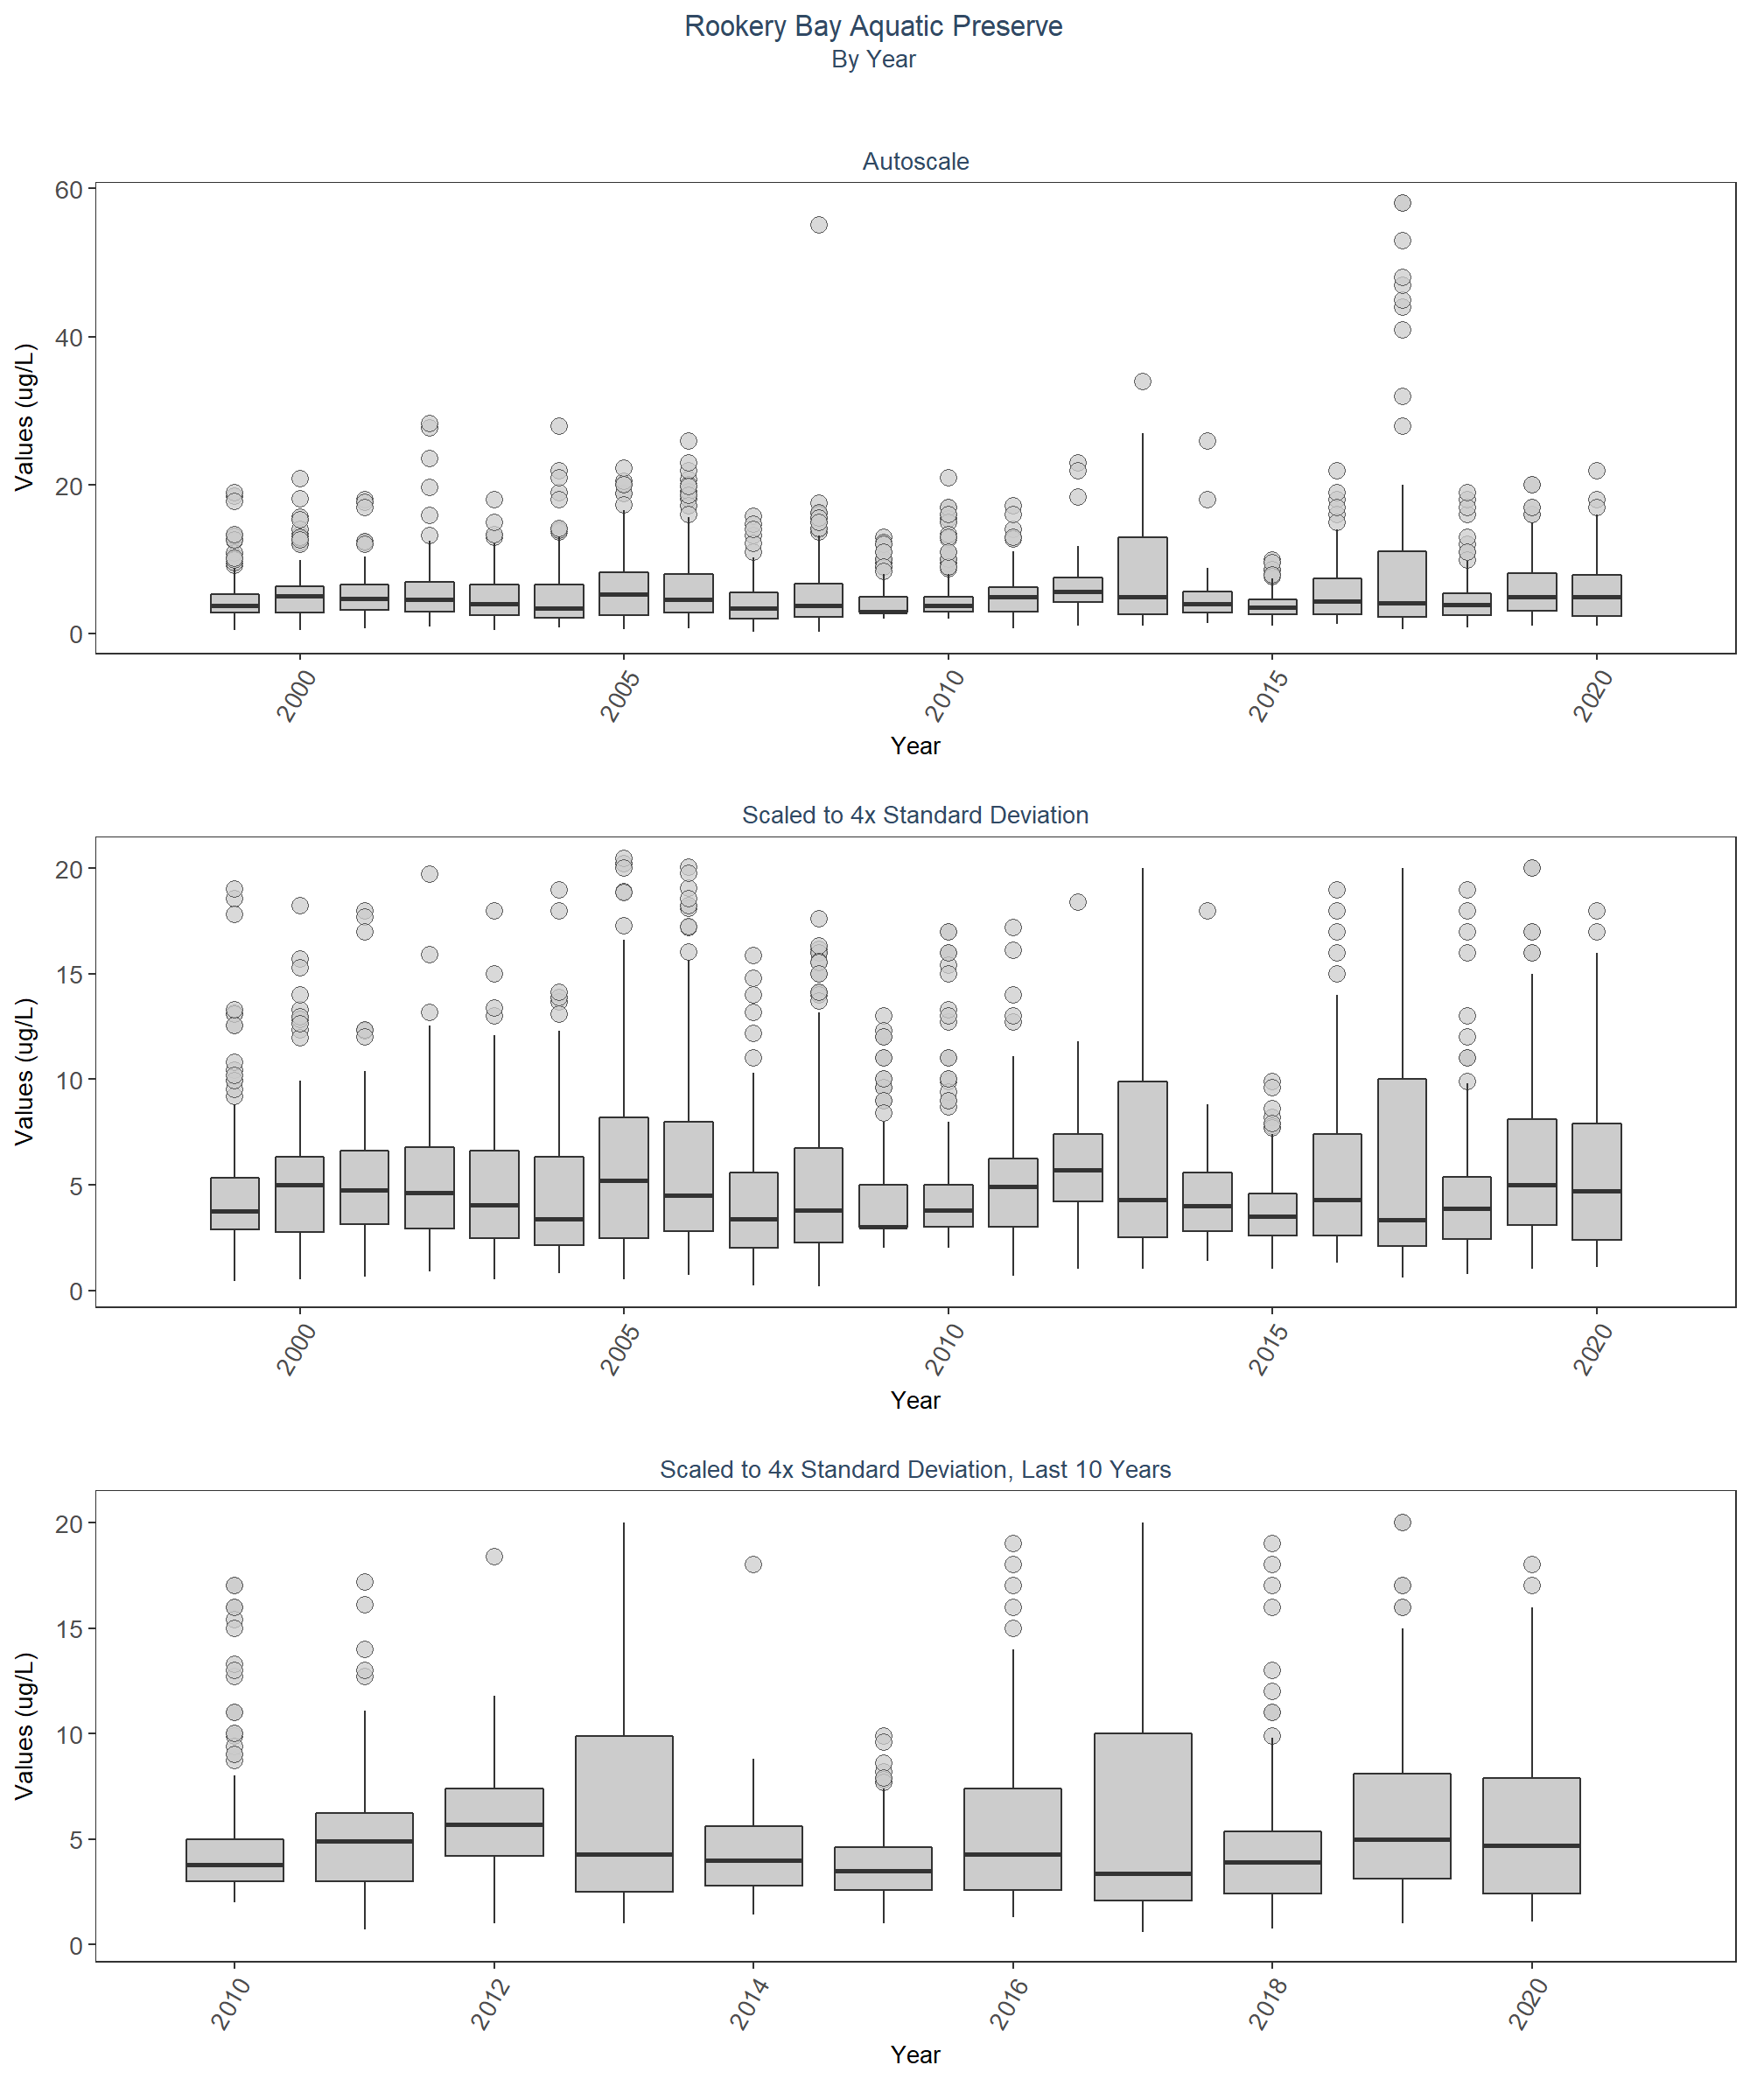 Rookery Bay Aquatic Preserve
By Year
Autoscale
60
40
20
0
Values (ug/L)
2000
2005
2010
2015
2020
Year
Scaled to 4x Standard Deviation
20
15
10
5
0
Values (ug/L)
2000
2005
2010
2015
2020
Year
Scaled to 4x Standard Deviation, Last 10 Years
20
15
10
5
0
Values (ug/L)
2010
2012
2014
2016
2018
2020
Year